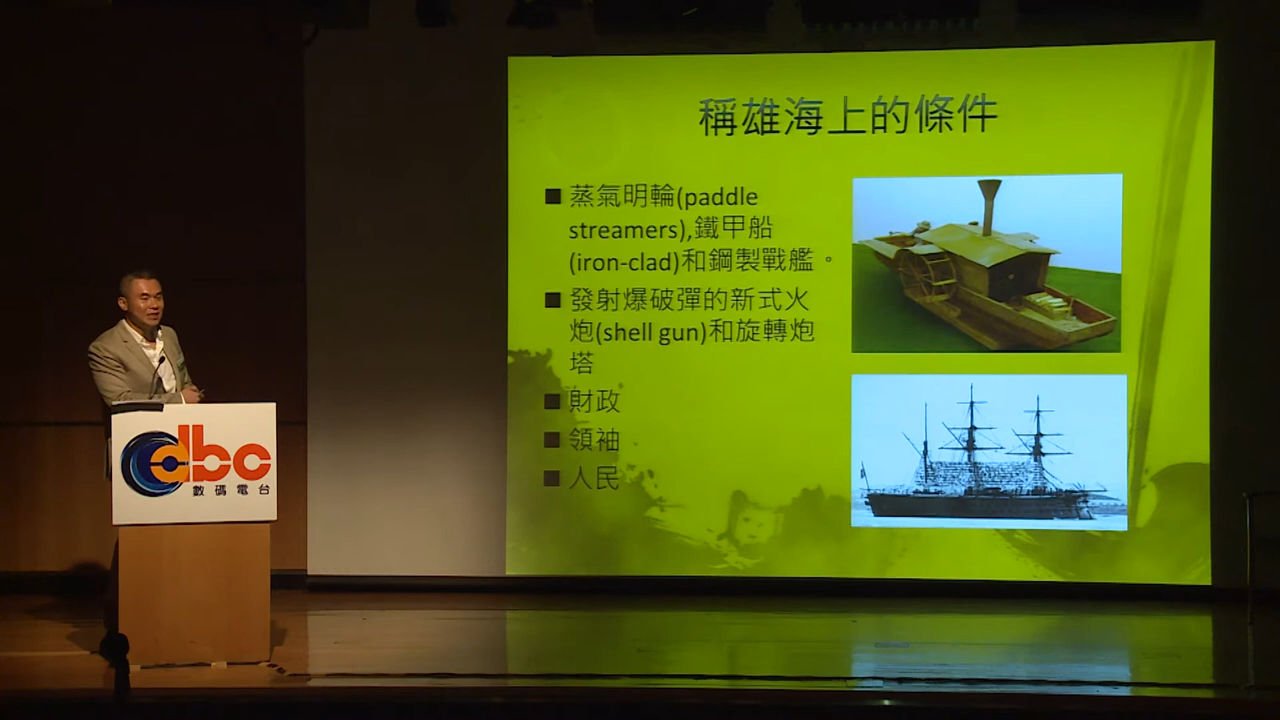 稱雄海上的條件
■ 蒸氣明輪(paddle
streamers),鐵甲船
(iron-clad)和鋼製戰艦。
■ 發射爆破彈的新式火
炮(shell gun)和旋轉炮
塔
■ 財政
■ 領袖
■ 人民
dbc
數碼電台